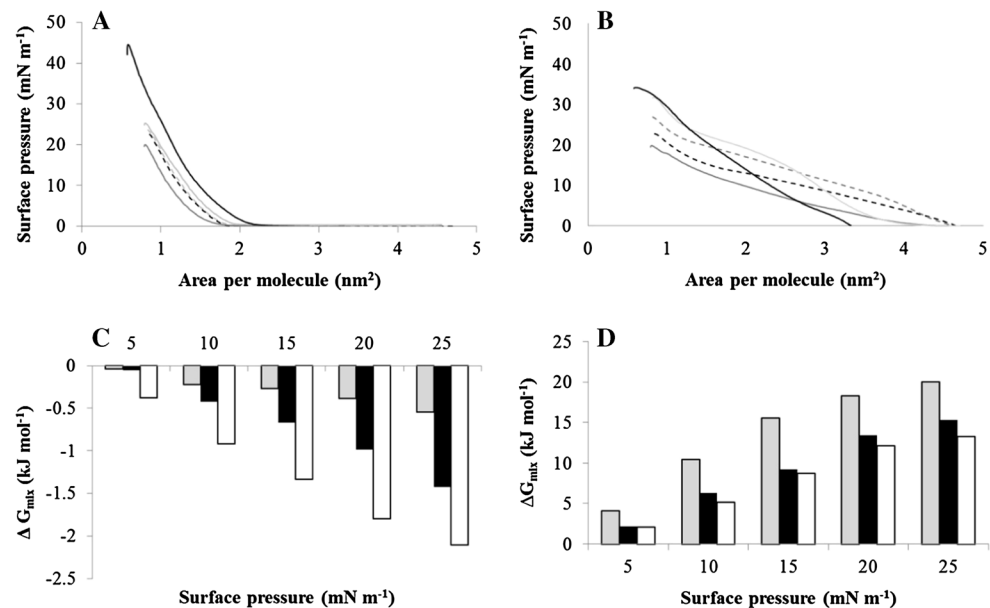 A
Surface pressure (mN m-1)
50
40
30
20
10
0
0 1 2 3 4 5
Area per molecule (nm2)
B
Surface pressure (mN m-1)
50
40
30
20
10
0
0 1 2 3 4 5
Area per molecule (nm2)
C
5 10 15 20 25
Δ Gmix (kJ mol-1)
0
-0.5
-1
-1.5
-2
-2.5
Surface pressure (mN m-1)
D
ΔGmix (kJ mol-1)
25
20
15
10
5
0
5 10 15 20 25
Surface pressure (mN m-1)